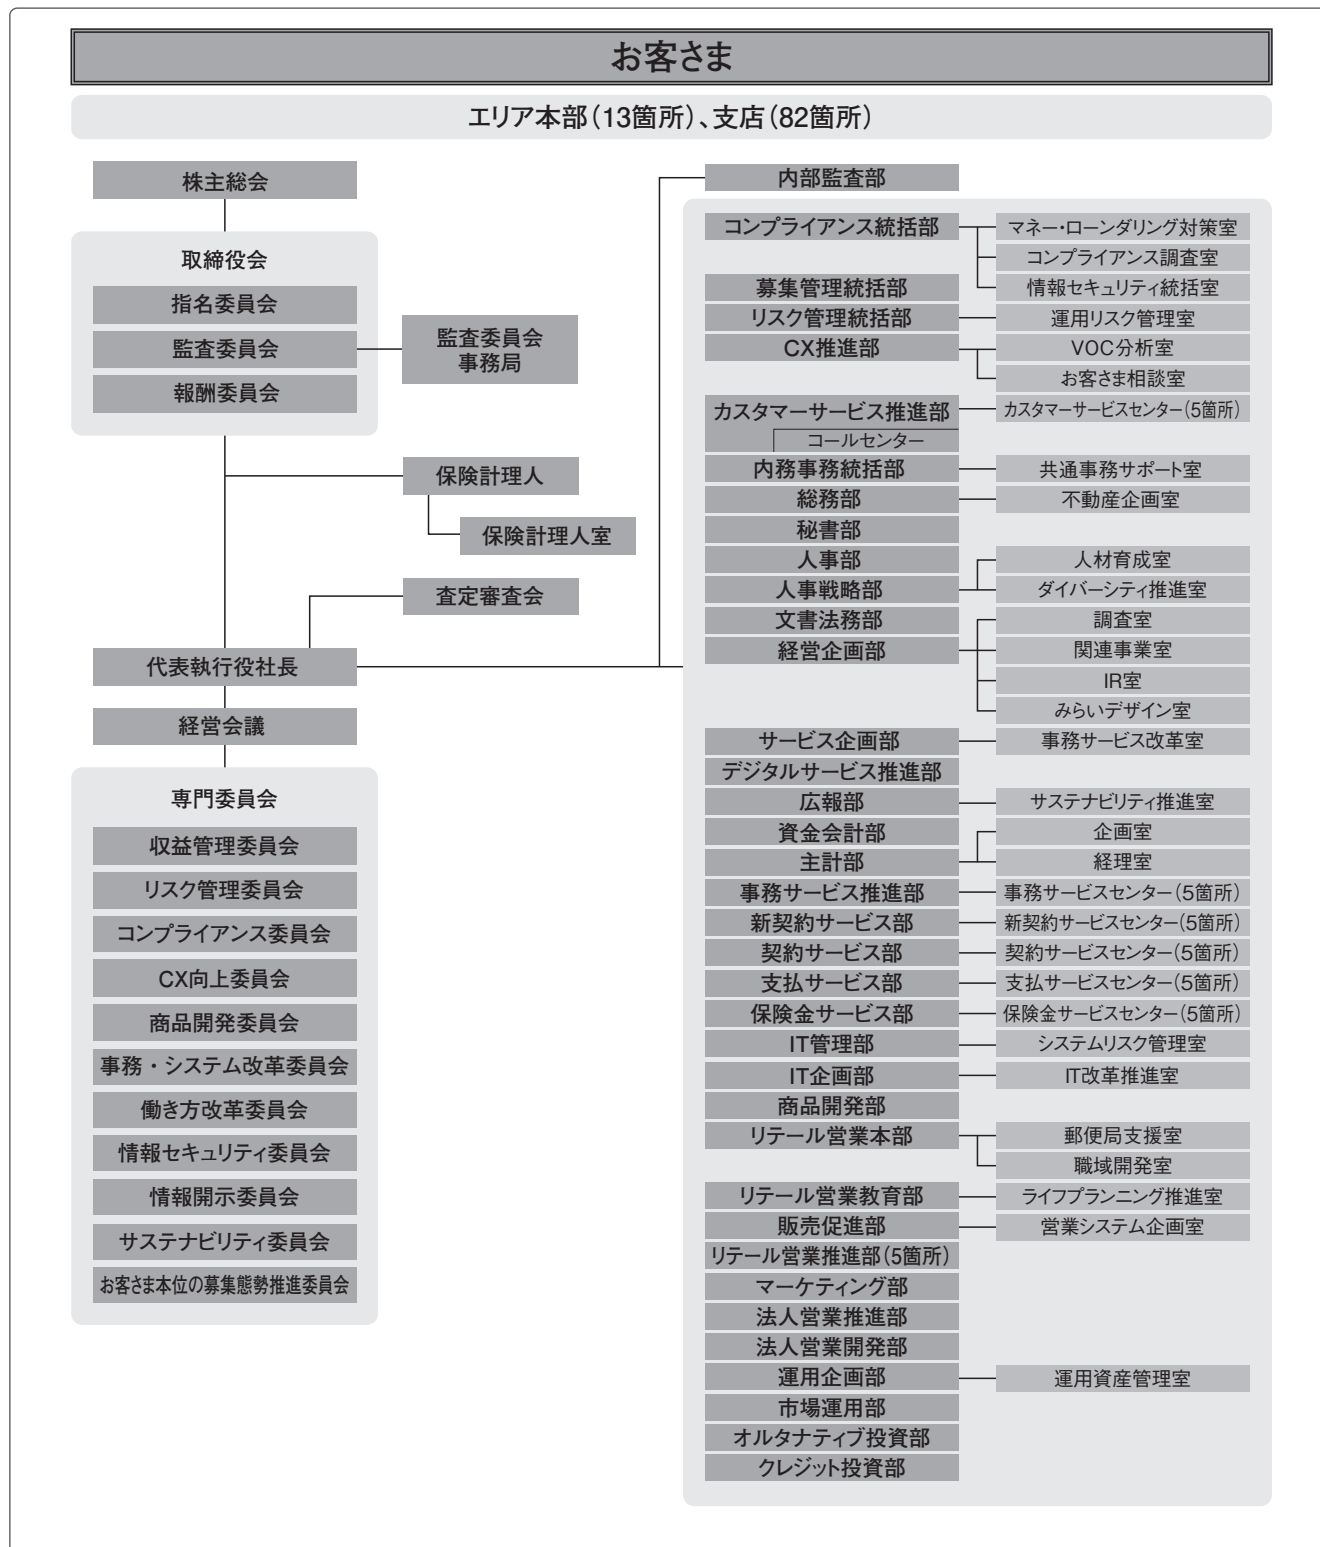 お客さま
エリア本部（13箇所）、支店（82箇所）
株主総会
取締役会
指名委員会
監査委員会
報酬委員会
監査委員会
事務局
保険計理人
保険計理人室
査定審査会
代表執行役社長
経営会議
専門委員会
収益管理委員会
リスク管理委員会
コンプライアンス委員会
CX向上委員会
商品開発委員会
事務・システム改革委員会
働き方改革委員会
情報セキュリティ委員会
情報開示委員会
サステナビリティ委員会
お客さま本位の募集態勢推進委員会
内部監査部
コンプライアンス統括部
マネー・ローンダリング対策室
コンプライアンス調査室
募集管理統括部
情報セキュリティ統括室
リスク管理統括部
運用リスク管理室
CX推進部
VOC分析室
お客さま相談室
カスタマーサービス推進部
カスタマーサービスセンター（5箇所）
コールセンター
内務事務統括部
共通事務サポート室
総務部
不動産企画室
秘書部
人事部
人材育成室
人事戦略部
ダイバーシティ推進室
文書法務部
調査室
経営企画部
関連事業室
IR室
みらいデザイン室
サービス企画部
事務サービス改革室
デジタルサービス推進部
広報部
サステナビリティ推進室
資金会計部
企画室
主計部
経理室
事務サービス推進部
事務サービスセンター（5箇所）
新契約サービス部
新契約サービスセンター（5箇所）
契約サービス部
契約サービスセンター（5箇所）
支払サービス部
支払サービスセンター（5箇所）
保険金サービス部
保険金サービスセンター（5箇所）
IT管理部
システムリスク管理室
IT企画部
IT改革推進室
商品開発部
リテール営業本部
郵便局支援室
職域開発室
リテール営業教育部
ライフプランニング推進室
販売促進部
営業システム企画室
リテール営業推進部（5箇所）
マーケティング部
法人営業推進部
法人営業開発部
運用企画部
運用資産管理室
市場運用部
オルタナティブ投資部
クレジット投資部